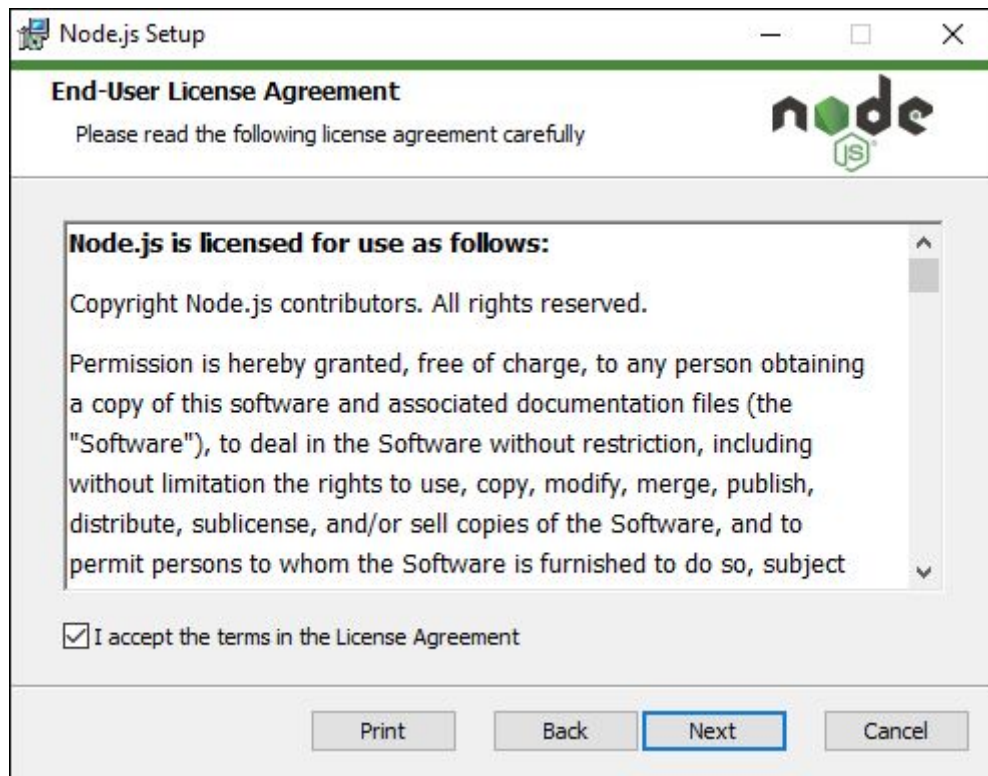 Node.js Setup
End-User License Agreement
Please read the following license agreement carefully
node
JS
Node.js is licensed for use as follows:
Copyright Node.js contributors. All rights reserved.
Permission is hereby granted, free of charge, to any person obtaining
a copy of this software and associated documentation files (the
"Software"), to deal in the Software without restriction, including
without limitation the rights to use, copy, modify, merge, publish,
distribute, sublicense, and/or sell copies of the Software, and to
permit persons to whom the Software is furnished to do so, subject
I accept the terms in the License Agreement
Print Back Next Cancel